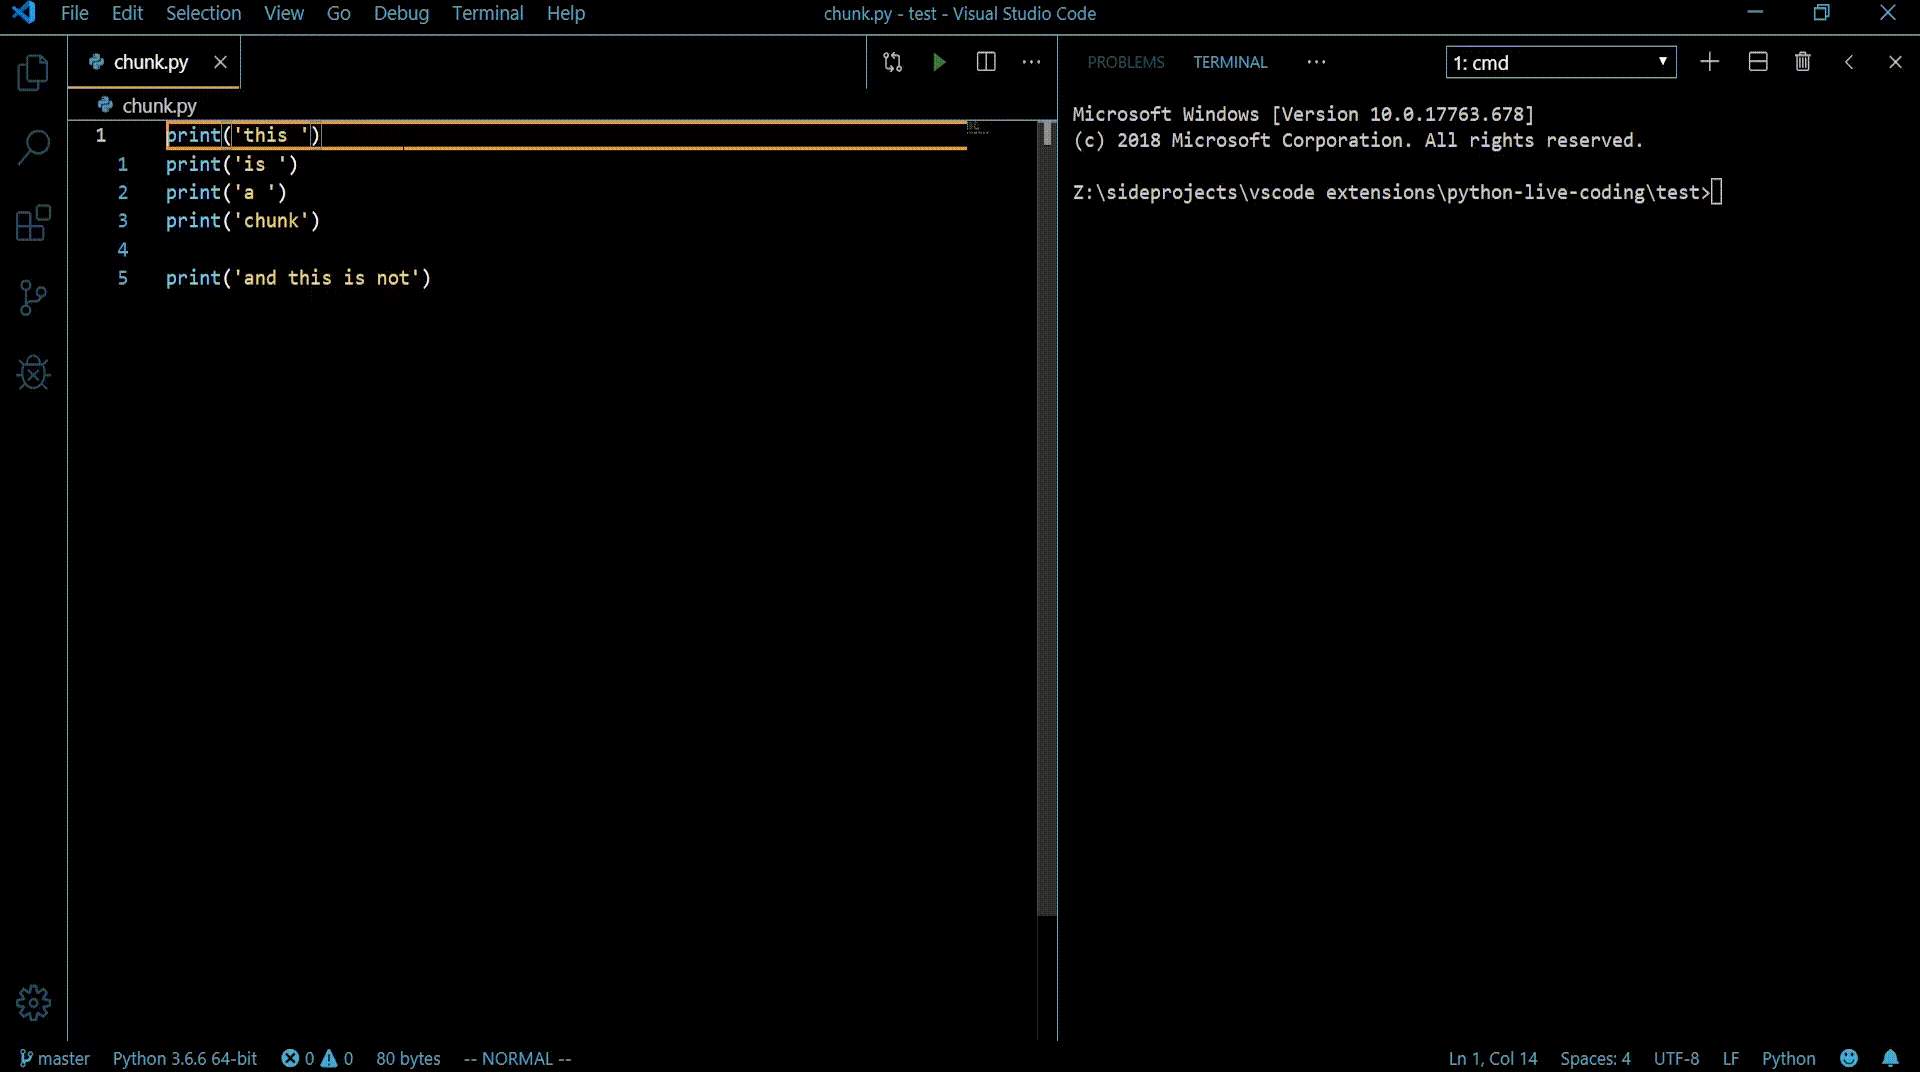 File Edit Selection View Go Debug Terminal Help chunk.py - test - Visual Studio Code
chunk.py
PROBLEMS TERMINAL 1: cmd
chunk.py
1 print('this ')
1 print('is ')
2 print('a ')
3 print('chunk')
4
5 print('and this is not')
Microsoft Windows [Version 10.0.17763.678]
(c) 2018 Microsoft Corporation. All rights reserved.
Z:\sideprojects\vscode extensions\python-live-coding\test>
master Python 3.6.6 64-bit 0 0 80 bytes -- NORMAL -- Ln 1, Col 14 Spaces: 4 UTF-8 LF Python